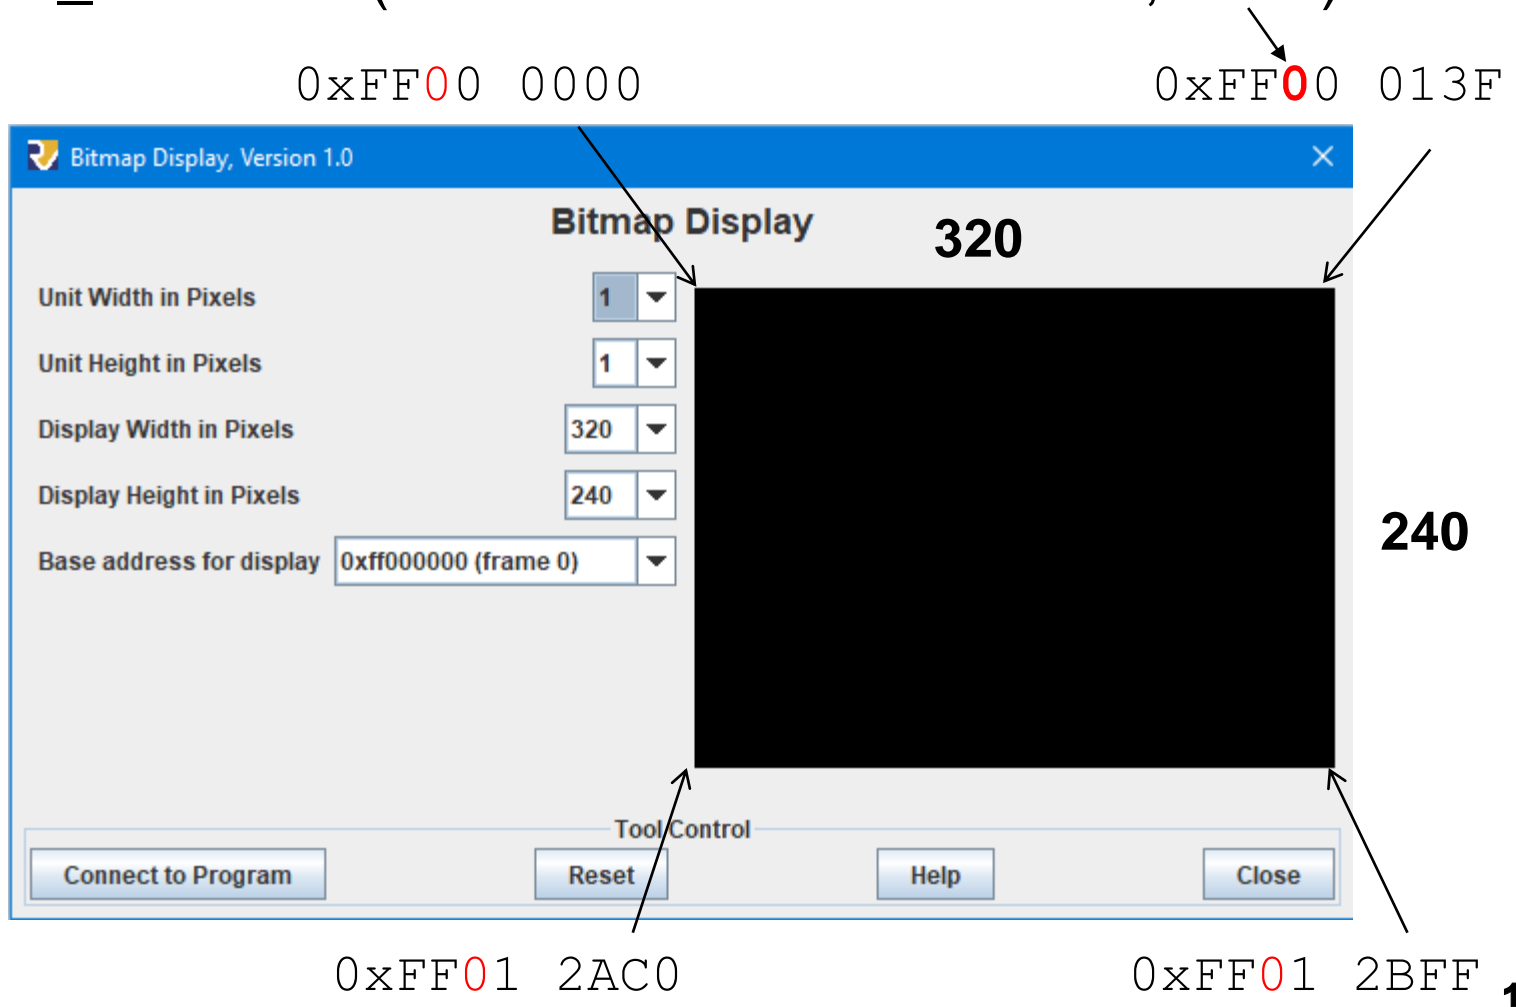 0xFF00 0000
0xFF00 013F
Bitmap Display, Version 1.0
Bitmap Display
320
Unit Width in Pixels 1
Unit Height in Pixels 1
Display Width in Pixels 320
Display Height in Pixels 240
240
Base address for display 0xff000000 (frame 0)
Tool Control
Connect to Program Reset Help Close
0xFF01 2AC0
0xFF01 2BFF